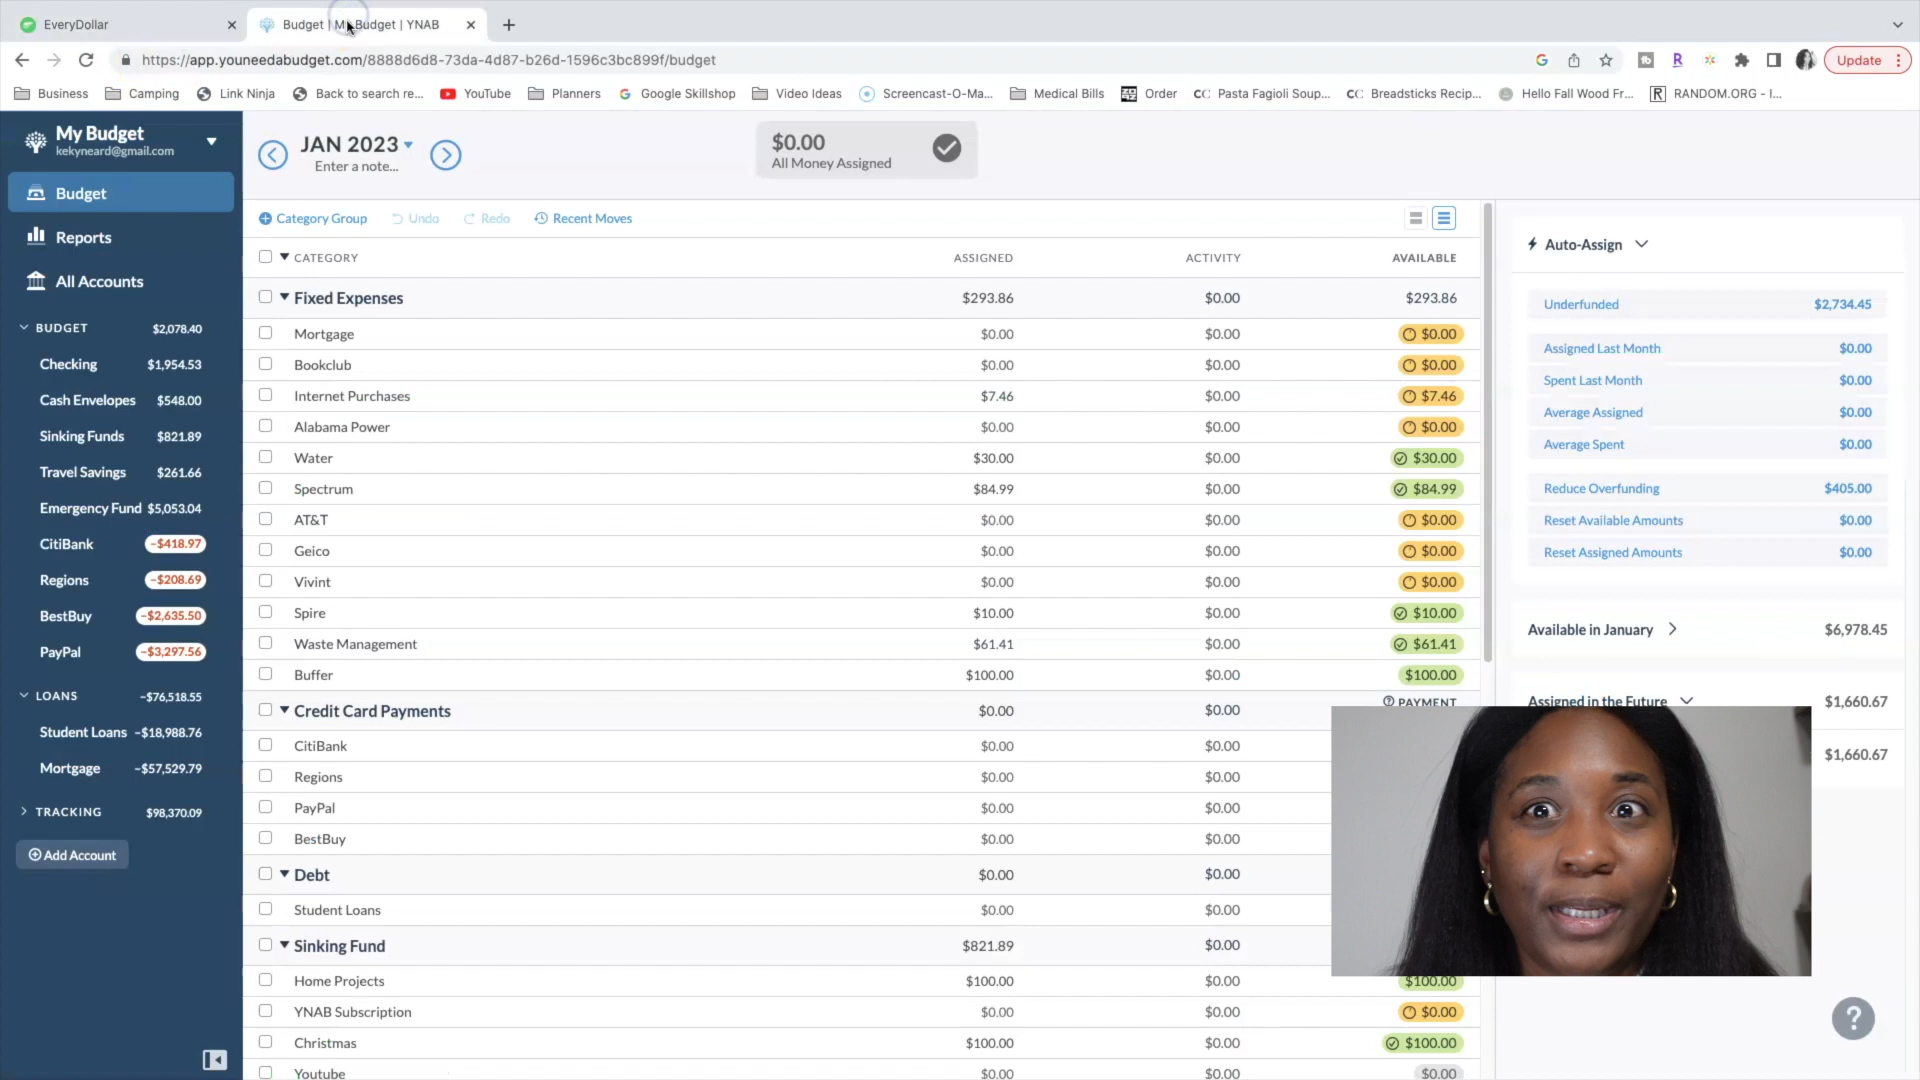 EveryDollar
Budget | My Budget | YNAB
https://app.youneedabudget.com/8888d6d8-73da-4d87-b26d-1596c3bc899f/budget
Update
Business
Camping
Link Ninja
Back to search re...
YouTube
Planners
Google Skillshop
Video Ideas
Screencast-O-Ma...
Medical Bills
Order
Pasta Fagioli Soup...
Breadsticks Recip...
Hello Fall Wood Fr...
RANDOM.ORG - I...
My Budget
kekyneard@gmail.com
Budget
Reports
All Accounts
BUDGET $2,078.40
Checking $1,954.53
Cash Envelopes $548.00
Sinking Funds $821.89
Travel Savings $261.66
Emergency Fund $5,053.04
CitiBank -$418.97
Regions -$208.69
BestBuy -$2,635.50
PayPal -$3,297.56
LOANS -$76,518.55
Student Loans -$18,988.76
Mortgage -$57,529.79
TRACKING $98,370.09
Add Account
JAN 2023
Enter a note...
$0.00
All Money Assigned
Category Group Undo Redo Recent Moves
CATEGORY ASSIGNED ACTIVITY AVAILABLE
Fixed Expenses $293.86 $0.00 $293.86
Mortgage $0.00 $0.00 $0.00
Bookclub $0.00 $0.00 $0.00
Internet Purchases $7.46 $0.00 $7.46
Alabama Power $0.00 $0.00 $0.00
Water $30.00 $0.00 $30.00
Spectrum $84.99 $0.00 $84.99
AT&T $0.00 $0.00 $0.00
Geico $0.00 $0.00 $0.00
Vivint $0.00 $0.00 $0.00
Spire $10.00 $0.00 $10.00
Waste Management $61.41 $0.00 $61.41
Buffer $100.00 $0.00 $100.00
Credit Card Payments $0.00 $0.00 PAYMENT
CitiBank $0.00 $0.00
Regions $0.00 $0.00
PayPal $0.00 $0.00
BestBuy $0.00 $0.00
Debt $0.00 $0.00
Student Loans $0.00 $0.00
Sinking Fund $821.89 $0.00
Home Projects $100.00 $0.00 $100.00
YNAB Subscription $0.00 $0.00 $0.00
Christmas $100.00 $0.00 $100.00
Youtube $0.00 $0.00 $0.00
Auto-Assign
Underfunded $2,734.45
Assigned Last Month $0.00
Spent Last Month $0.00
Average Assigned $0.00
Average Spent $0.00
Reduce Overfunding $405.00
Reset Available Amounts $0.00
Reset Assigned Amounts $0.00
Available in January $6,978.45
Assigned in the Future $1,660.67
$1,660.67
?